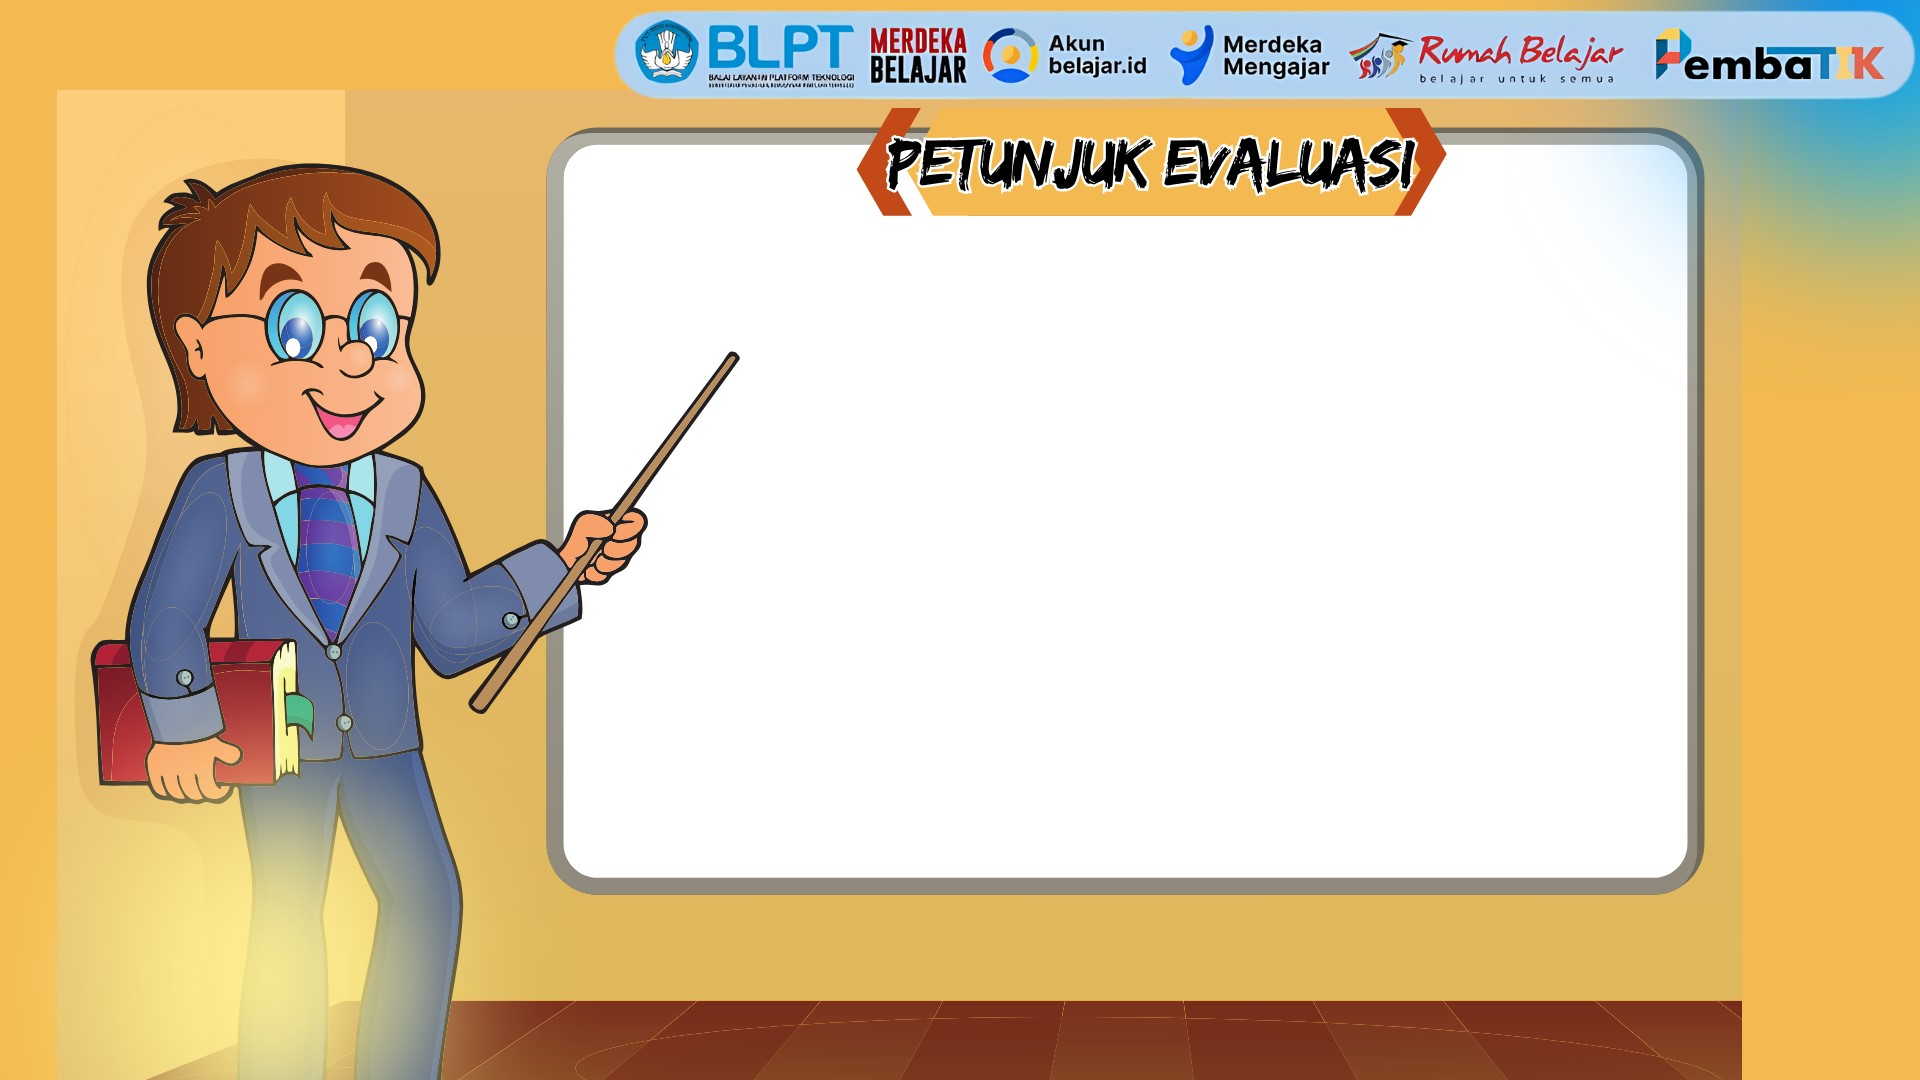 BLPT
BALAI LAYANAN PLATFORM TEKNOLOGI
MERDEKA
BELAJAR
Akun
belajar.id
Merdeka
Mengajar
Rumah Belajar
belajar untuk semua
PembaTIK
PETUNJUK EVALUASI